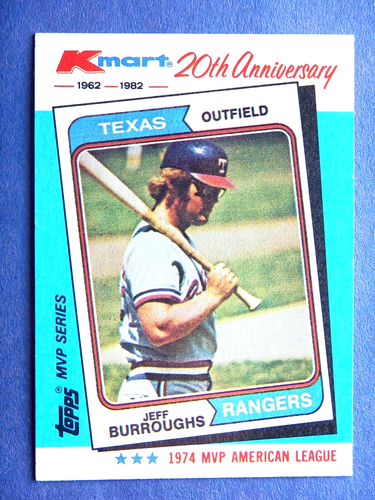 Kmart® 20th Anniversary
1962 — 1982
TEXAS OUTFIELD
T
JEFF
BURROUGHS RANGERS
Topps® MVP SERIES
★★★ 1974 MVP AMERICAN LEAGUE